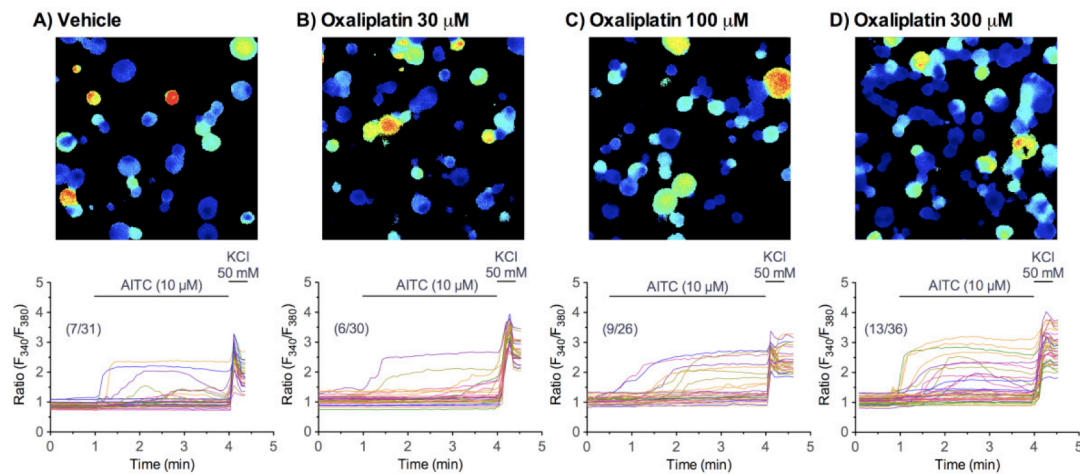 A) Vehicle
B) Oxaliplatin 30 μM
C) Oxaliplatin 100 μM
D) Oxaliplatin 300 μM
KCl
50 mM
AITC (10 μM)
(7/31)
Ratio (F340/F380)
5
4
3
2
1
0
0 1 2 3 4 5
Time (min)
KCl
50 mM
AITC (10 μM)
(6/30)
Ratio (F340/F380)
5
4
3
2
1
0
0 1 2 3 4 5
Time (min)
KCl
50 mM
AITC (10 μM)
(9/26)
Ratio (F340/F380)
5
4
3
2
1
0
0 1 2 3 4 5
Time (min)
KCl
50 mM
AITC (10 μM)
(13/36)
Ratio (F340/F380)
5
4
3
2
1
0
0 1 2 3 4 5
Time (min)